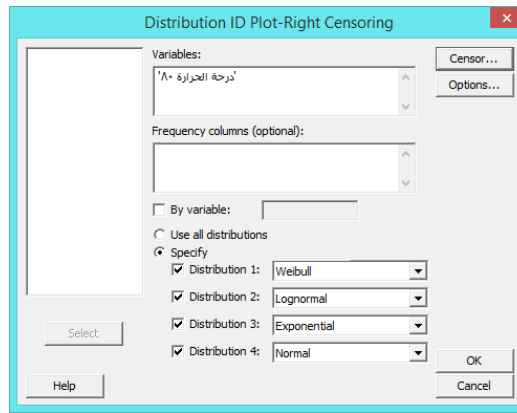 Distribution ID Plot-Right Censoring
Variables:
'درجة الحرارة ٨٠'
Censor...
Options...
Frequency columns (optional):
By variable:
Use all distributions
Specify
Distribution 1: Weibull
Distribution 2: Lognormal
Distribution 3: Exponential
Distribution 4: Normal
Select
OK
Help
Cancel